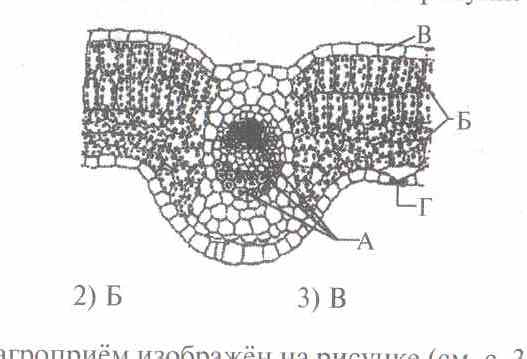 В
Б
Г
А
2) Б 3) В
агроприём изображён на рисунке (см. с. 3